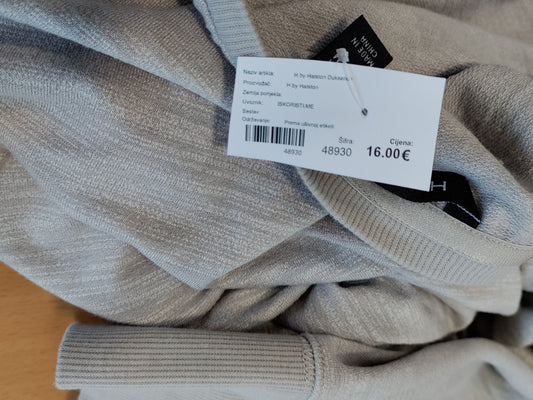 MADE IN
CHINA
Naziv artikla: H by Halston Dukserica
Proizvođač: H by Halston
Zemlja porijekla:
Uvoznik: ISKORISTI.ME
Sastav:
Održavanje: Prema ušivnoj etiketi
Šifra: Cijena:
48930 48930 16.00€
H